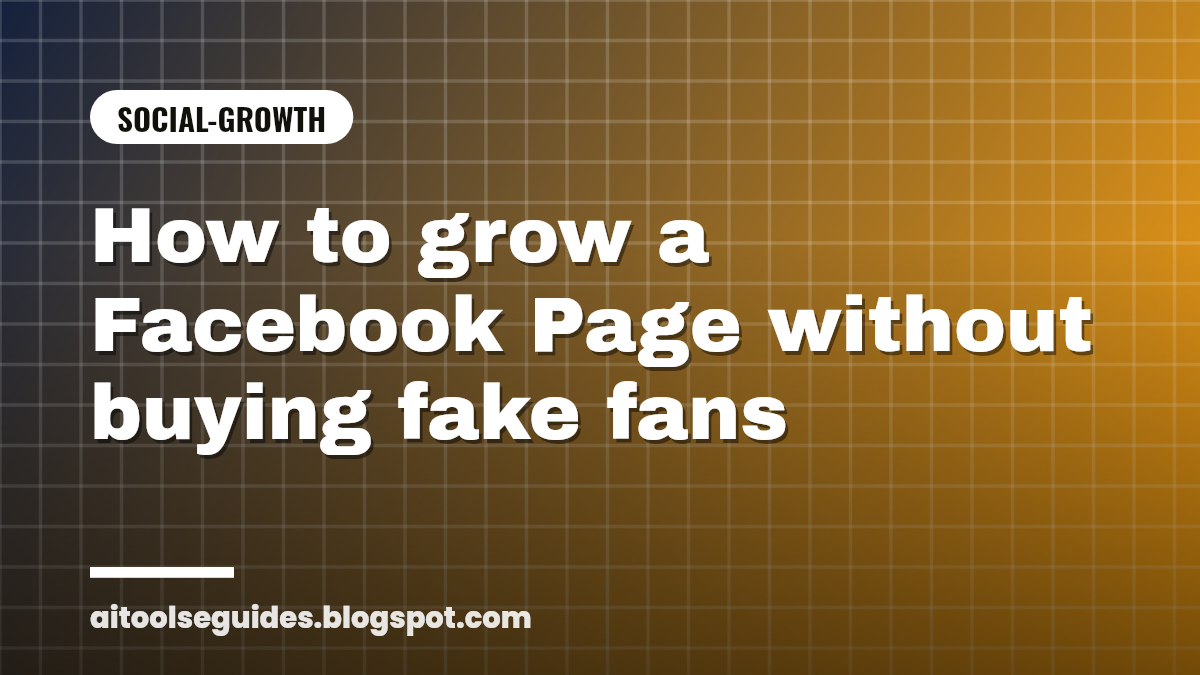 SOCIAL-GROWTH
How to grow a
Facebook Page without
buying fake fans
aitoolseguides.blogspot.com